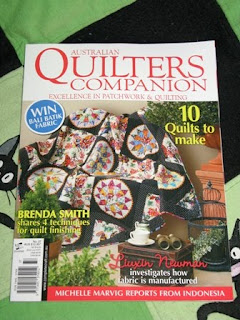 AUSTRALIAN
QUILTERS
COMPANION
EXCELLENCE IN PATCHWORK & QUILTING
WIN
BALI BATIK
FABRIC
10
Quilts to
make
BRENDA SMITH
shares 4 techniques
for quilt finishing
Newman
investigates how
fabric is manufactured
MICHELLE MARVIG REPORTS FROM INDONESIA